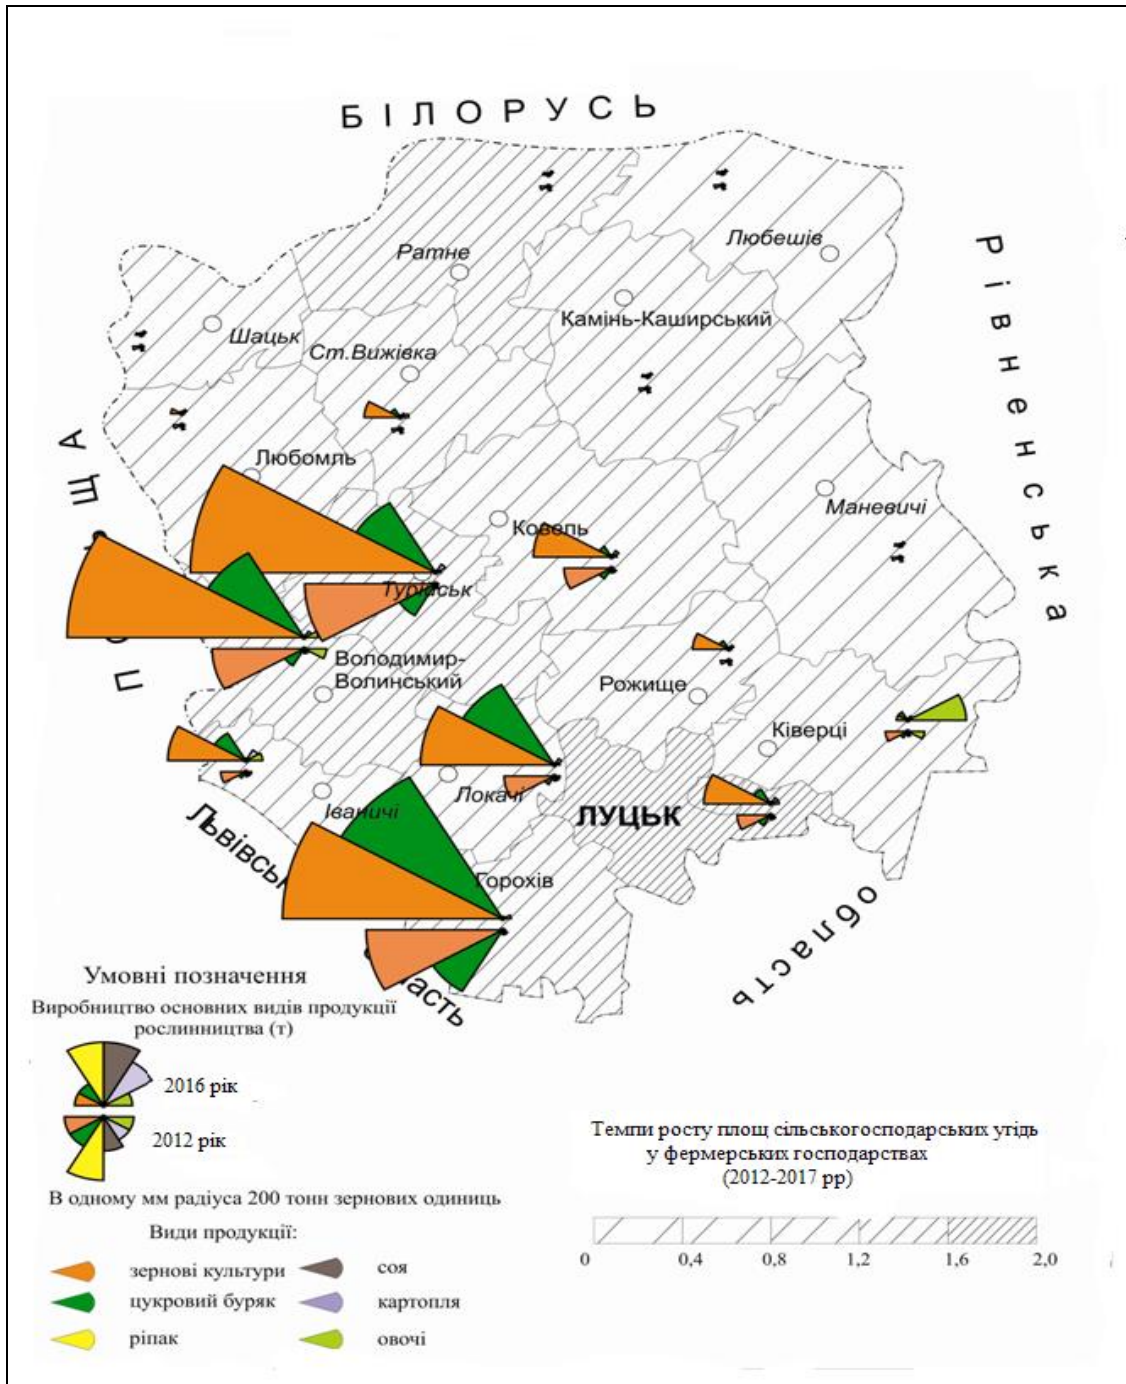 БІЛОРУСЬ
Рівненська
Любешів
Ратне
Камінь-Каширський
Шацьк
Ст.Вижівка
Любомль
Маневичі
Ковель
Турійськ
Володимир-
Волинський
Рожище
Ківерці
Локачі
Іваничі
ЛУЦЬК
Горохів
область
Умовні позначення
Виробництво основних видів продукції
рослинництва (т)
2016 рік
2012 рік
В одному мм радіуса 200 тонн зернових одиниць
Види продукції:
зернові культури
соя
цукровий буряк
картопля
ріпак
овочі
Темпи росту площ сільськогосподарських угідь
у фермерських господарствах
(2012-2017 рр)
0 0,4 0,8 1,2 1,6 2,0